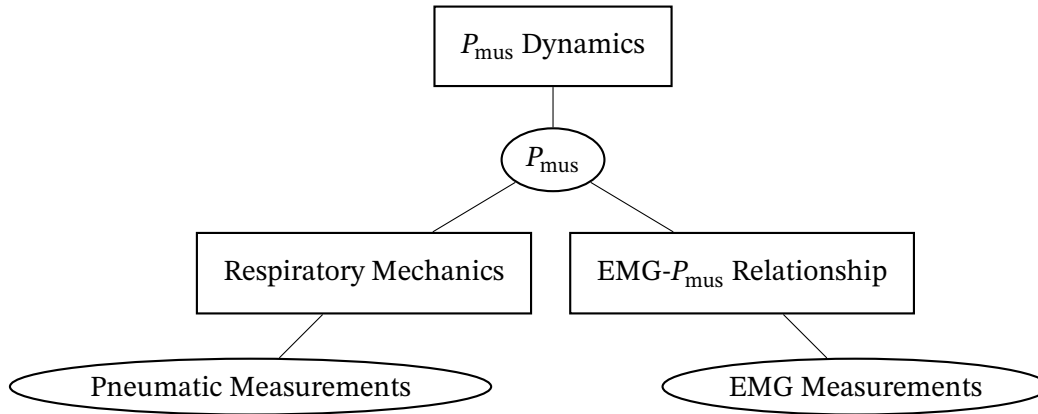 P_mus Dynamics
P_mus
Respiratory Mechanics
EMG-P_mus Relationship
Pneumatic Measurements
EMG Measurements